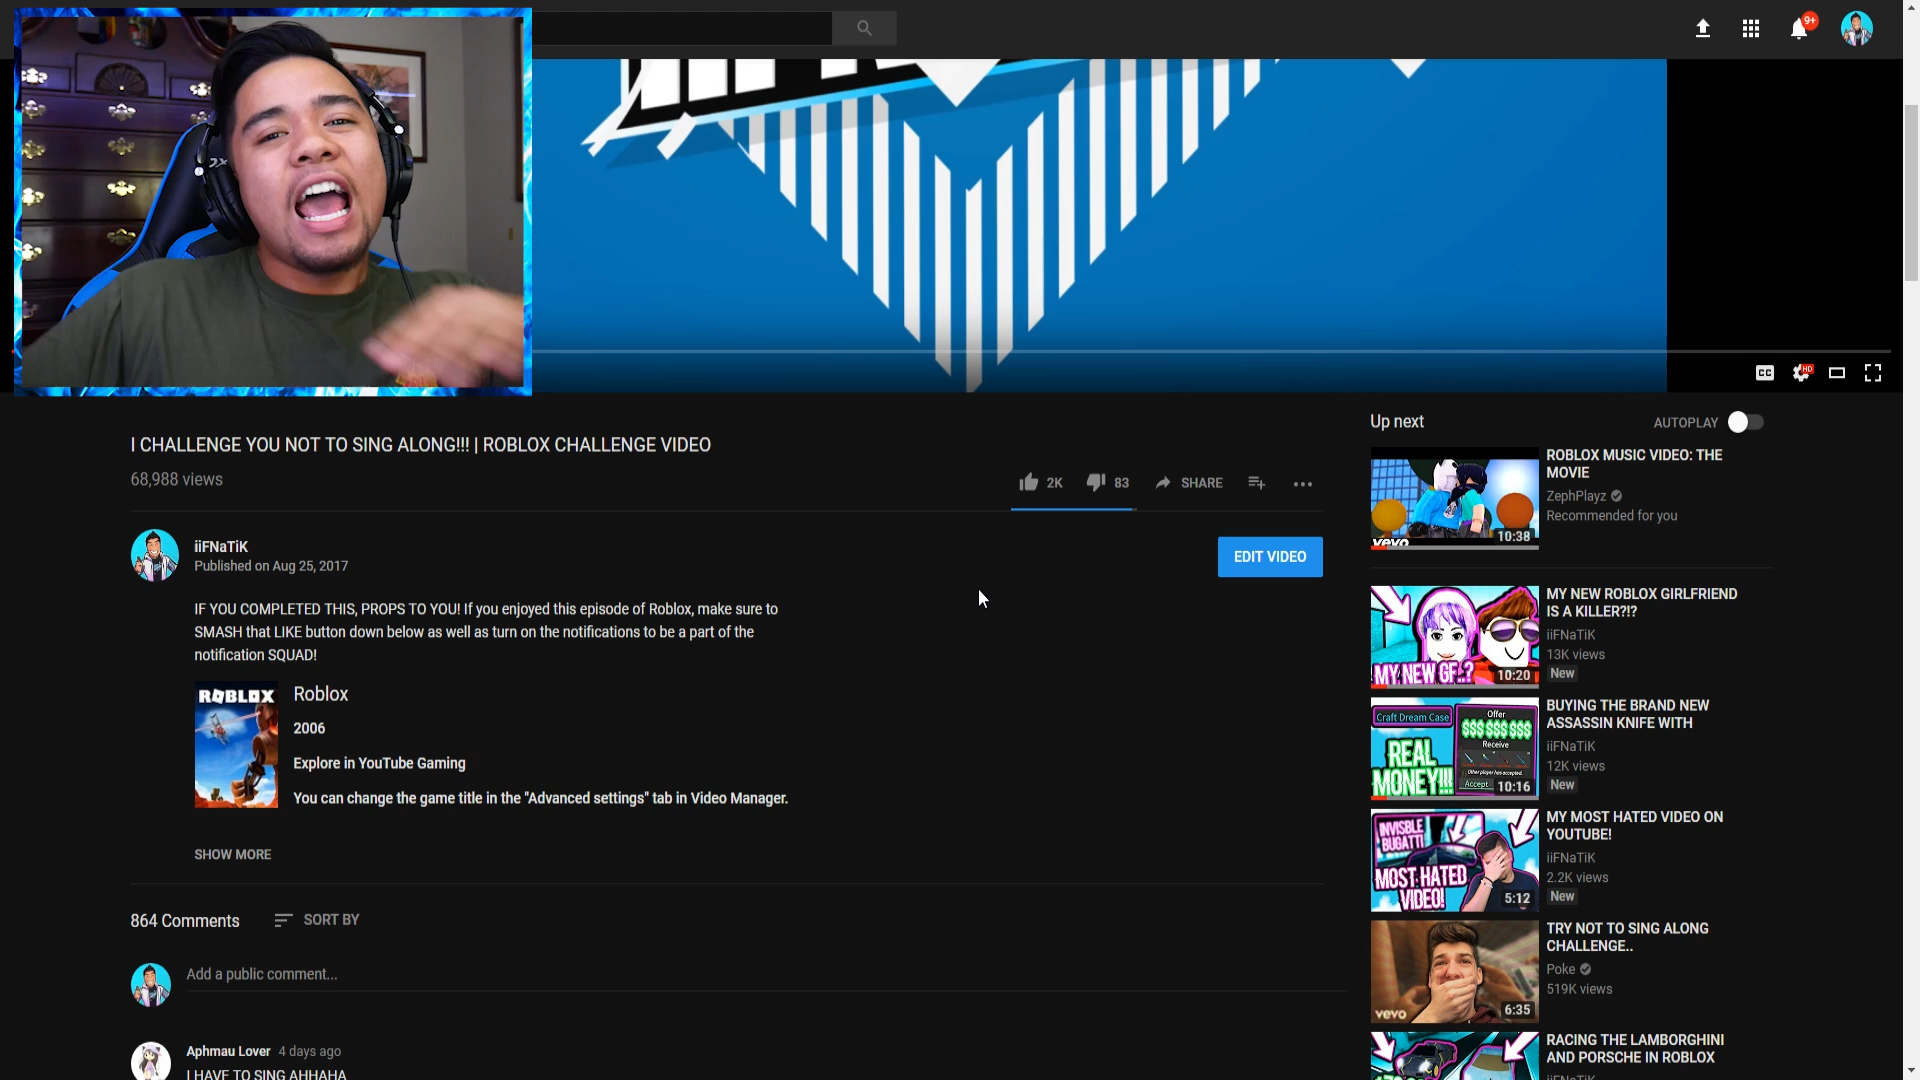 9+
CC
HD
I CHALLENGE YOU NOT TO SING ALONG!!! | ROBLOX CHALLENGE VIDEO
68,988 views
2K
83
SHARE
iiFNaTiK
Published on Aug 25, 2017
EDIT VIDEO
IF YOU COMPLETED THIS, PROPS TO YOU! If you enjoyed this episode of Roblox, make sure to
SMASH that LIKE button down below as well as turn on the notifications to be a part of the
notification SQUAD!
ROBLOX
Roblox
2006
Explore in YouTube Gaming
You can change the game title in the "Advanced settings" tab in Video Manager.
SHOW MORE
864 Comments
SORT BY
Add a public comment...
Aphmau Lover 4 days ago
I HAVE TO SING AHHAHA
Up next
AUTOPLAY
vevo
10:38
ROBLOX MUSIC VIDEO: THE
MOVIE
ZephPlayz
Recommended for you
MY NEW GF..?
10:20
MY NEW ROBLOX GIRLFRIEND
IS A KILLER?!?
iiFNaTiK
13K views
New
Craft Dream Case
REAL
MONEY!!!
Offer
$$$ $$$ $$$
Receive
Other player has accepted.
Accept
10:16
BUYING THE BRAND NEW
ASSASSIN KNIFE WITH
iiFNaTiK
12K views
New
INVISBLE
BUGATTI
MOST HATED
VIDEO!
5:12
MY MOST HATED VIDEO ON
YOUTUBE!
iiFNaTiK
2.2K views
New
vevo
6:35
TRY NOT TO SING ALONG
CHALLENGE..
Poke
519K views
RACING THE LAMBORGHINI
AND PORSCHE IN ROBLOX
iiFNaTiK